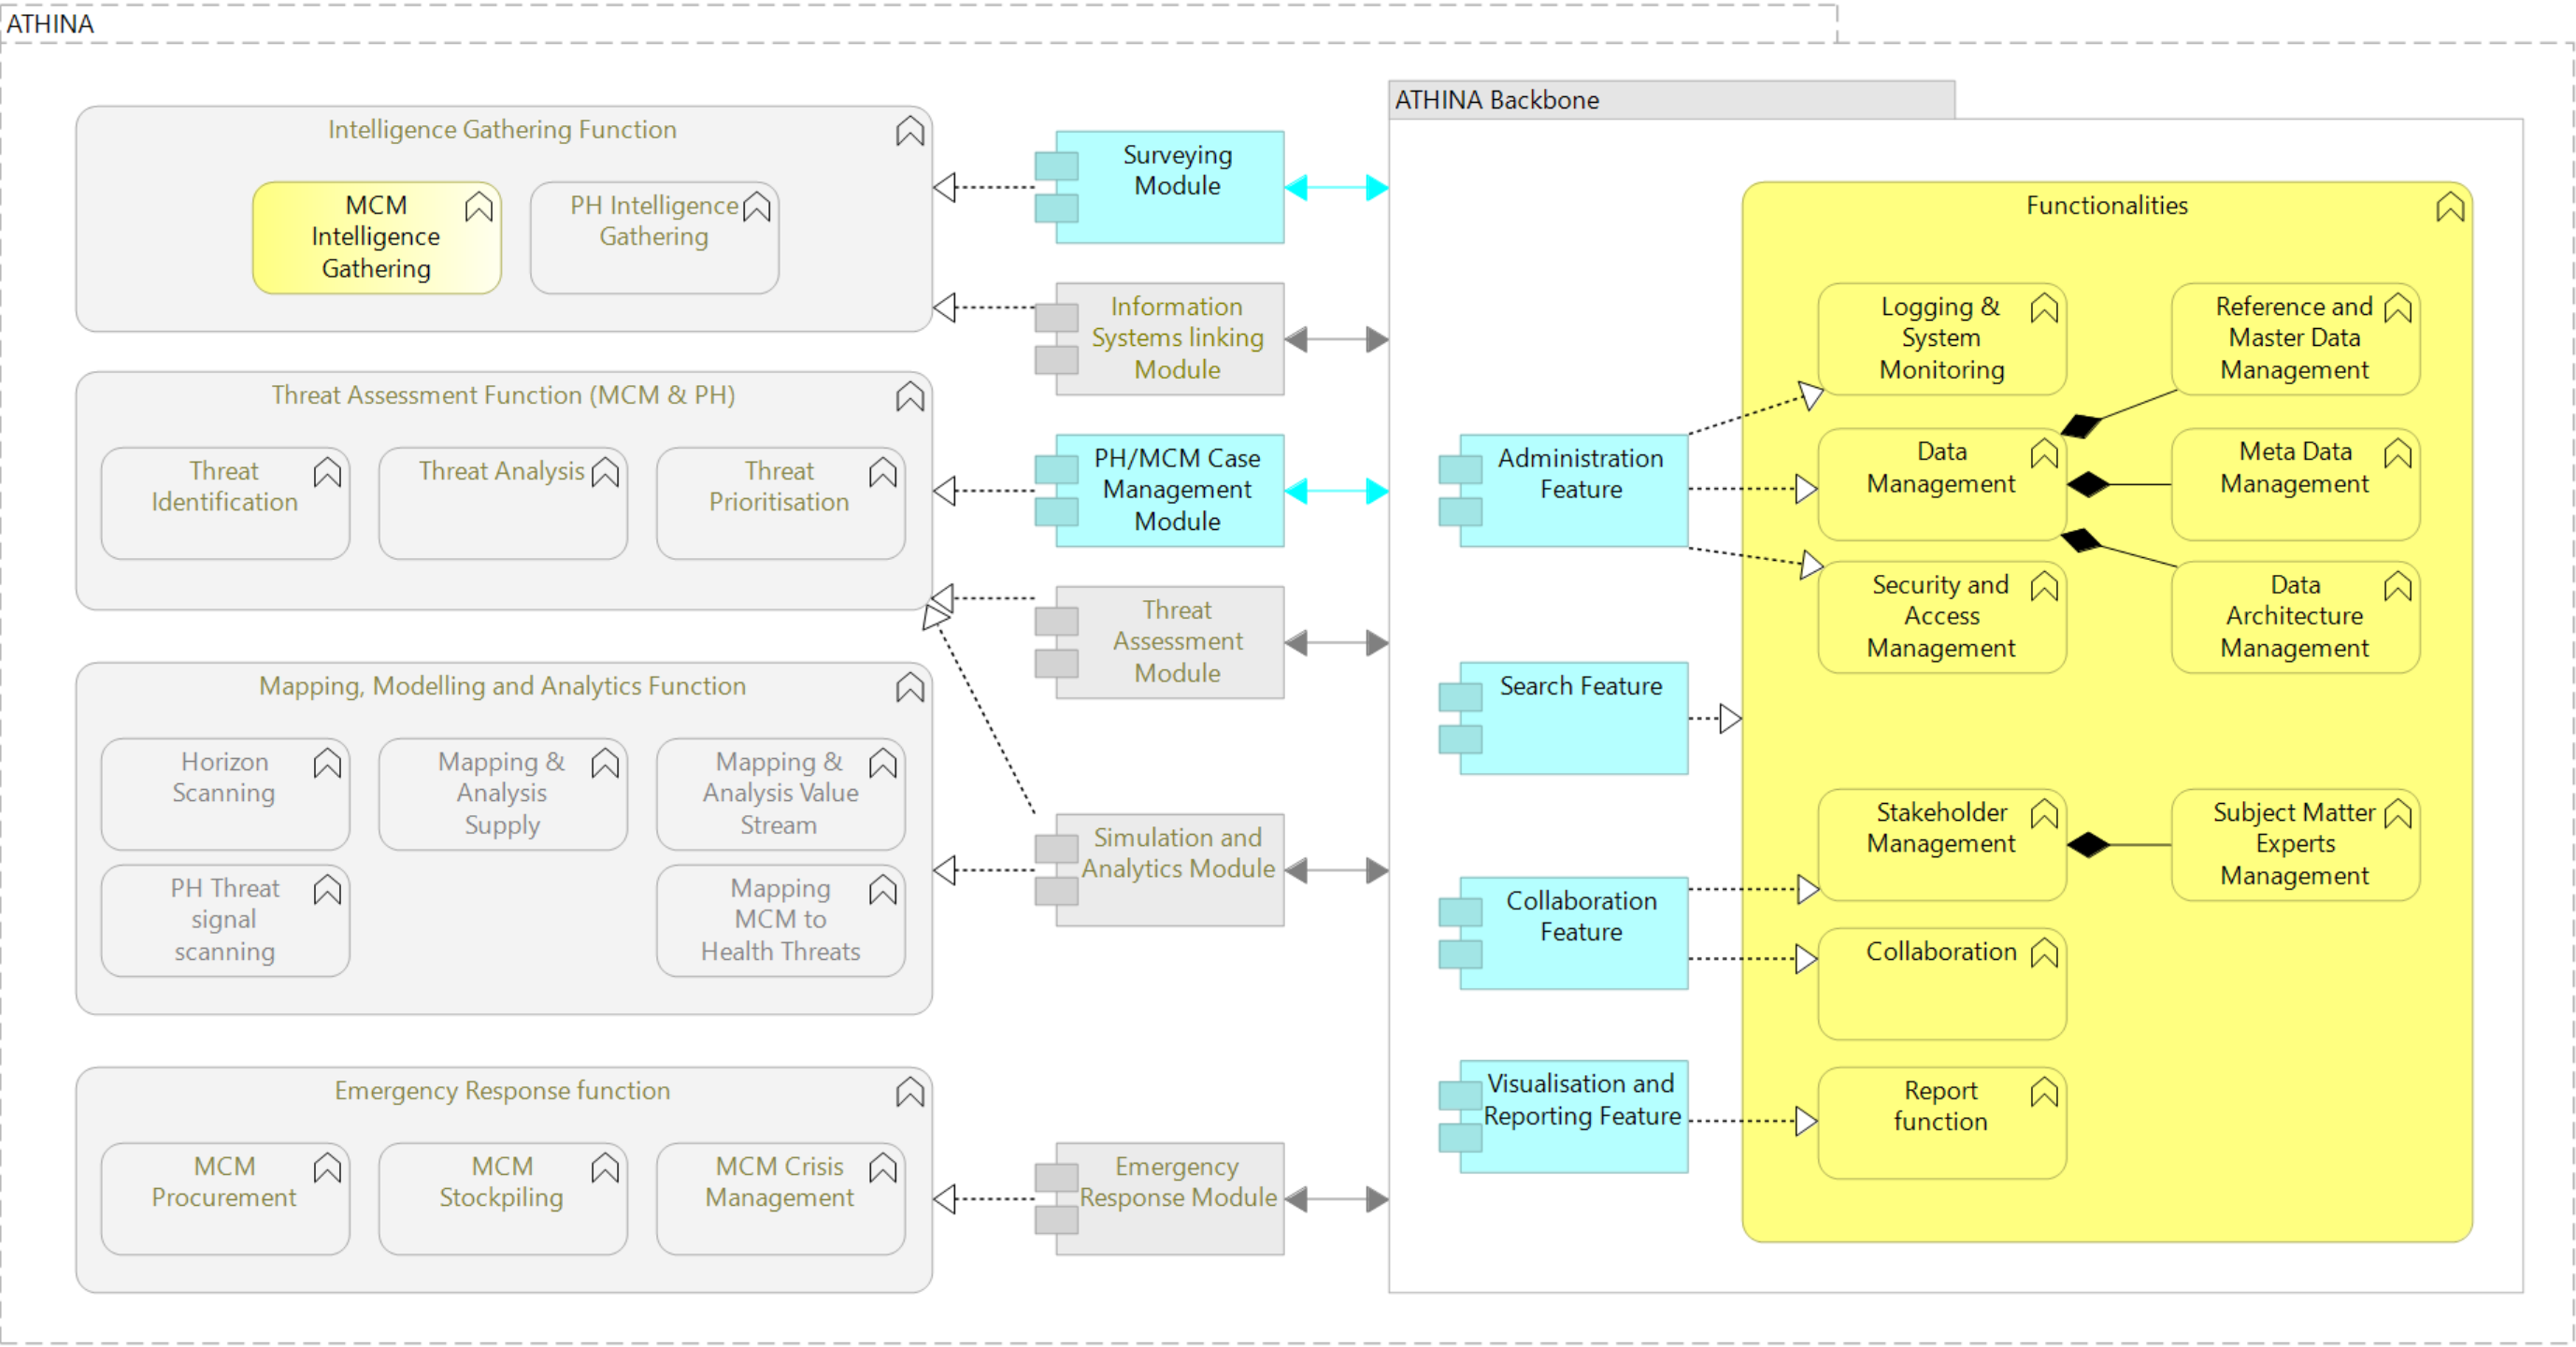 ATHINA
Intelligence Gathering Function
MCM
Intelligence
Gathering
PH Intelligence
Gathering
Threat Assessment Function (MCM & PH)
Threat
Identification
Threat Analysis
Threat
Prioritisation
Mapping, Modelling and Analytics Function
Horizon
Scanning
Mapping &
Analysis
Supply
Mapping &
Analysis Value
Stream
PH Threat
signal
scanning
Mapping
MCM to
Health Threats
Emergency Response function
MCM
Procurement
MCM
Stockpiling
MCM Crisis
Management
Surveying
Module
Information
Systems linking
Module
PH/MCM Case
Management
Module
Threat
Assessment
Module
Simulation and
Analytics Module
Emergency
Response Module
ATHINA Backbone
Administration
Feature
Search Feature
Collaboration
Feature
Visualisation and
Reporting Feature
Functionalities
Logging &
System
Monitoring
Reference and
Master Data
Management
Data
Management
Meta Data
Management
Security and
Access
Management
Data
Architecture
Management
Stakeholder
Management
Subject Matter
Experts
Management
Collaboration
Report
function